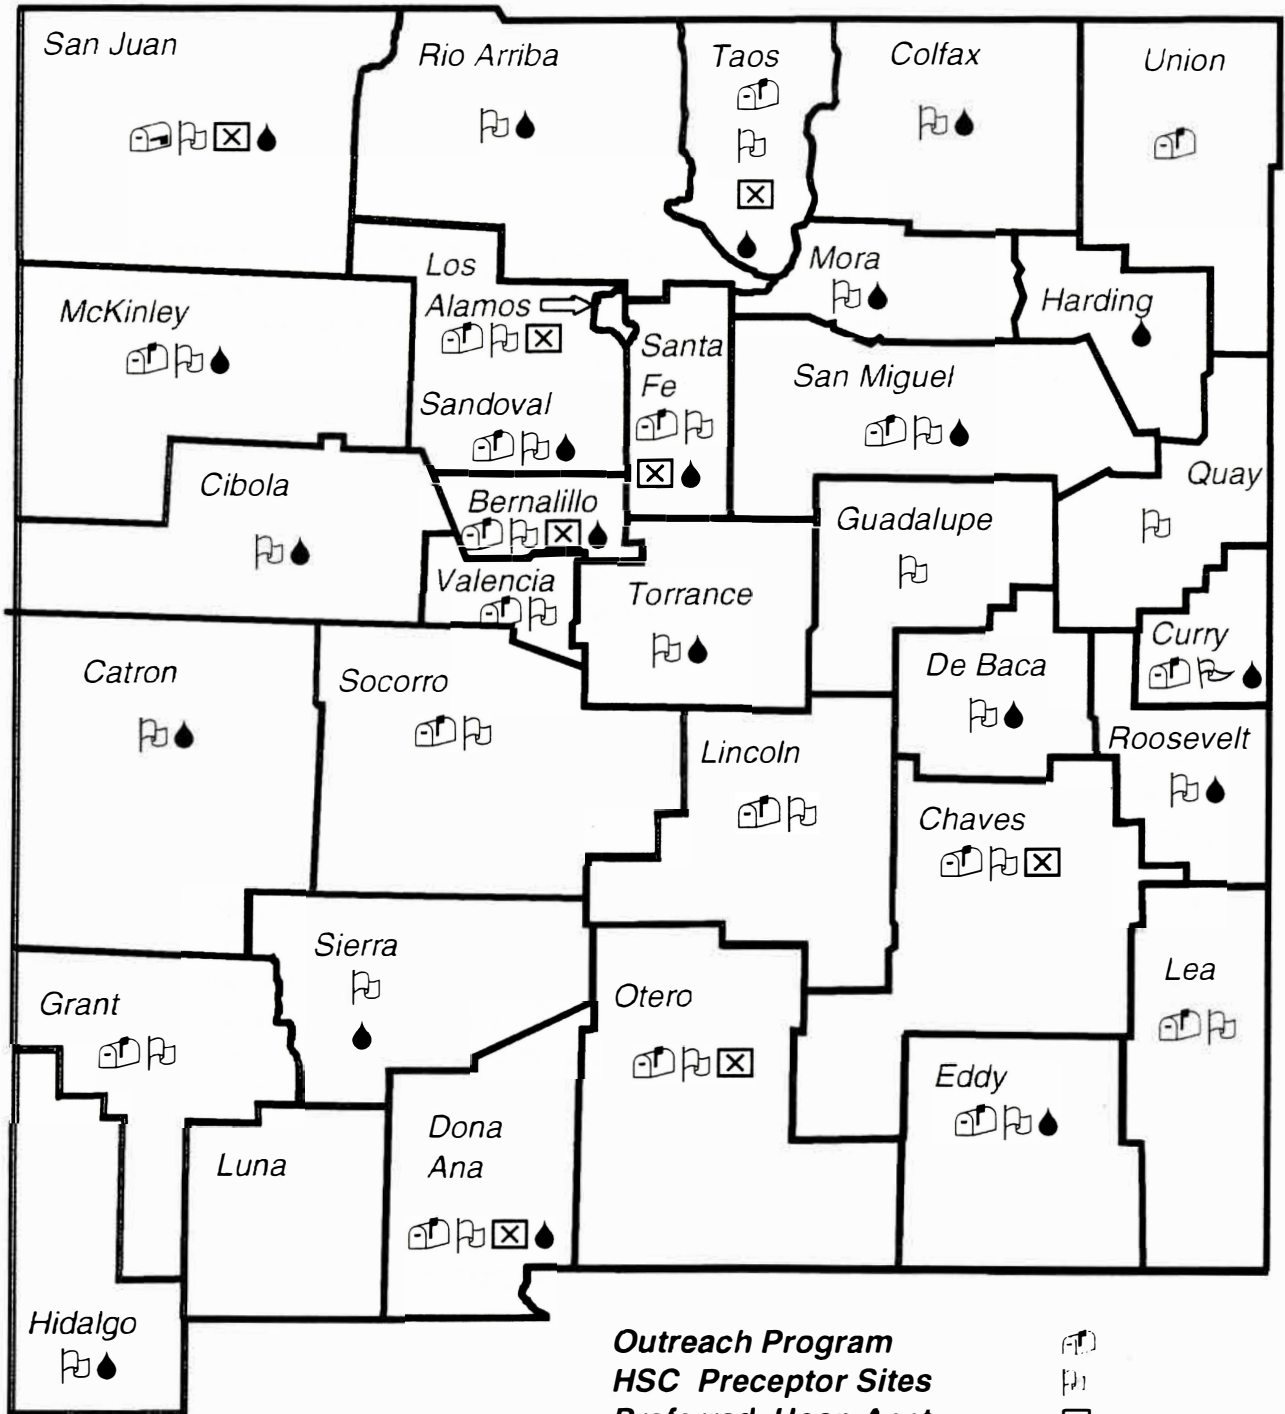 San Juan
Rio Arriba
Taos
Colfax
Union
Los
Alamos
Mora
Harding
McKinley
Santa
Fe
San Miguel
Sandoval
Cibola
Bernalillo
Quay
Guadalupe
Valencia
Torrance
Curry
De Baca
Catron
Socorro
Roosevelt
Lincoln
Chaves
Sierra
Otero
Lea
Grant
Eddy
Dona
Ana
Luna
Hidalgo
Outreach Program
HSC Preceptor Sites